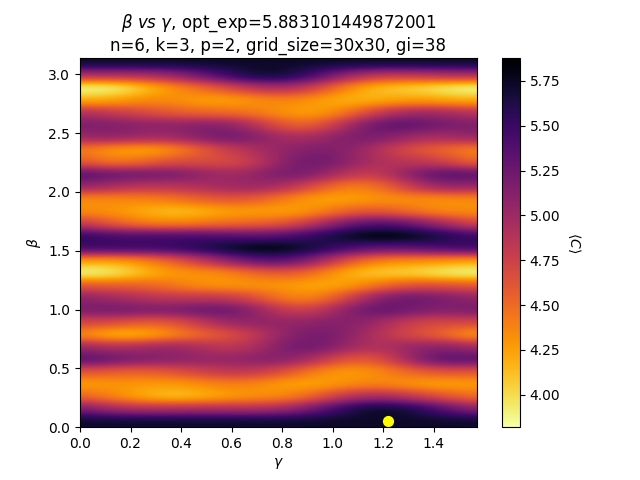 β vs γ, opt_exp=5.883101449872001
n=6, k=3, p=2, grid_size=30x30, gi=38
3.0
2.5
2.0
1.5
1.0
0.5
0.0
β
0.0 0.2 0.4 0.6 0.8 1.0 1.2 1.4
γ
5.75
5.50
5.25
5.00
4.75
4.50
4.25
4.00
⟨C⟩